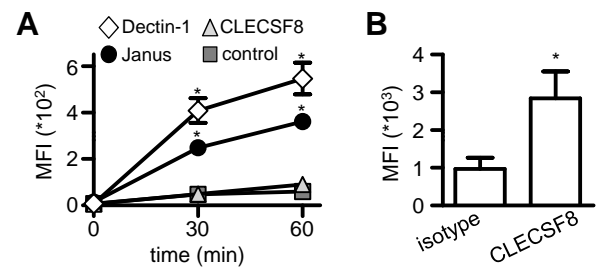 A
Dectin-1 CLECSF8
Janus control
MFI (*10²)
6
4
2
0
* *
* *
0 30 60
time (min)
B
MFI (*10³)
4
3
2
1
0
*
isotype CLECSF8